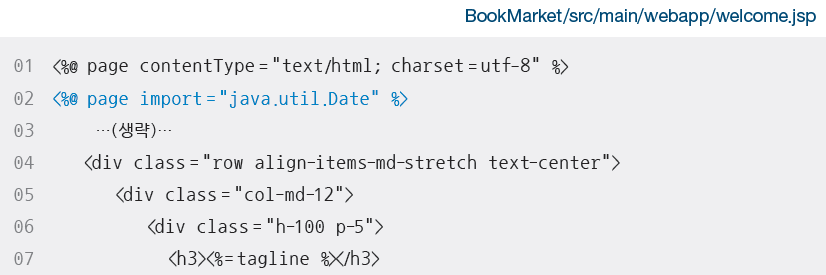 BookMarket/src/main/webapp/welcome.jsp
01 <%@ page contentType="text/html; charset=utf-8" %>
02 <%@ page import="java.util.Date" %>
03 …(생략)…
04 <div class="row align-items-md-stretch text-center">
05 <div class="col-md-12">
06 <div class="h-100 p-5">
07 <h3><%=tagline %></h3>